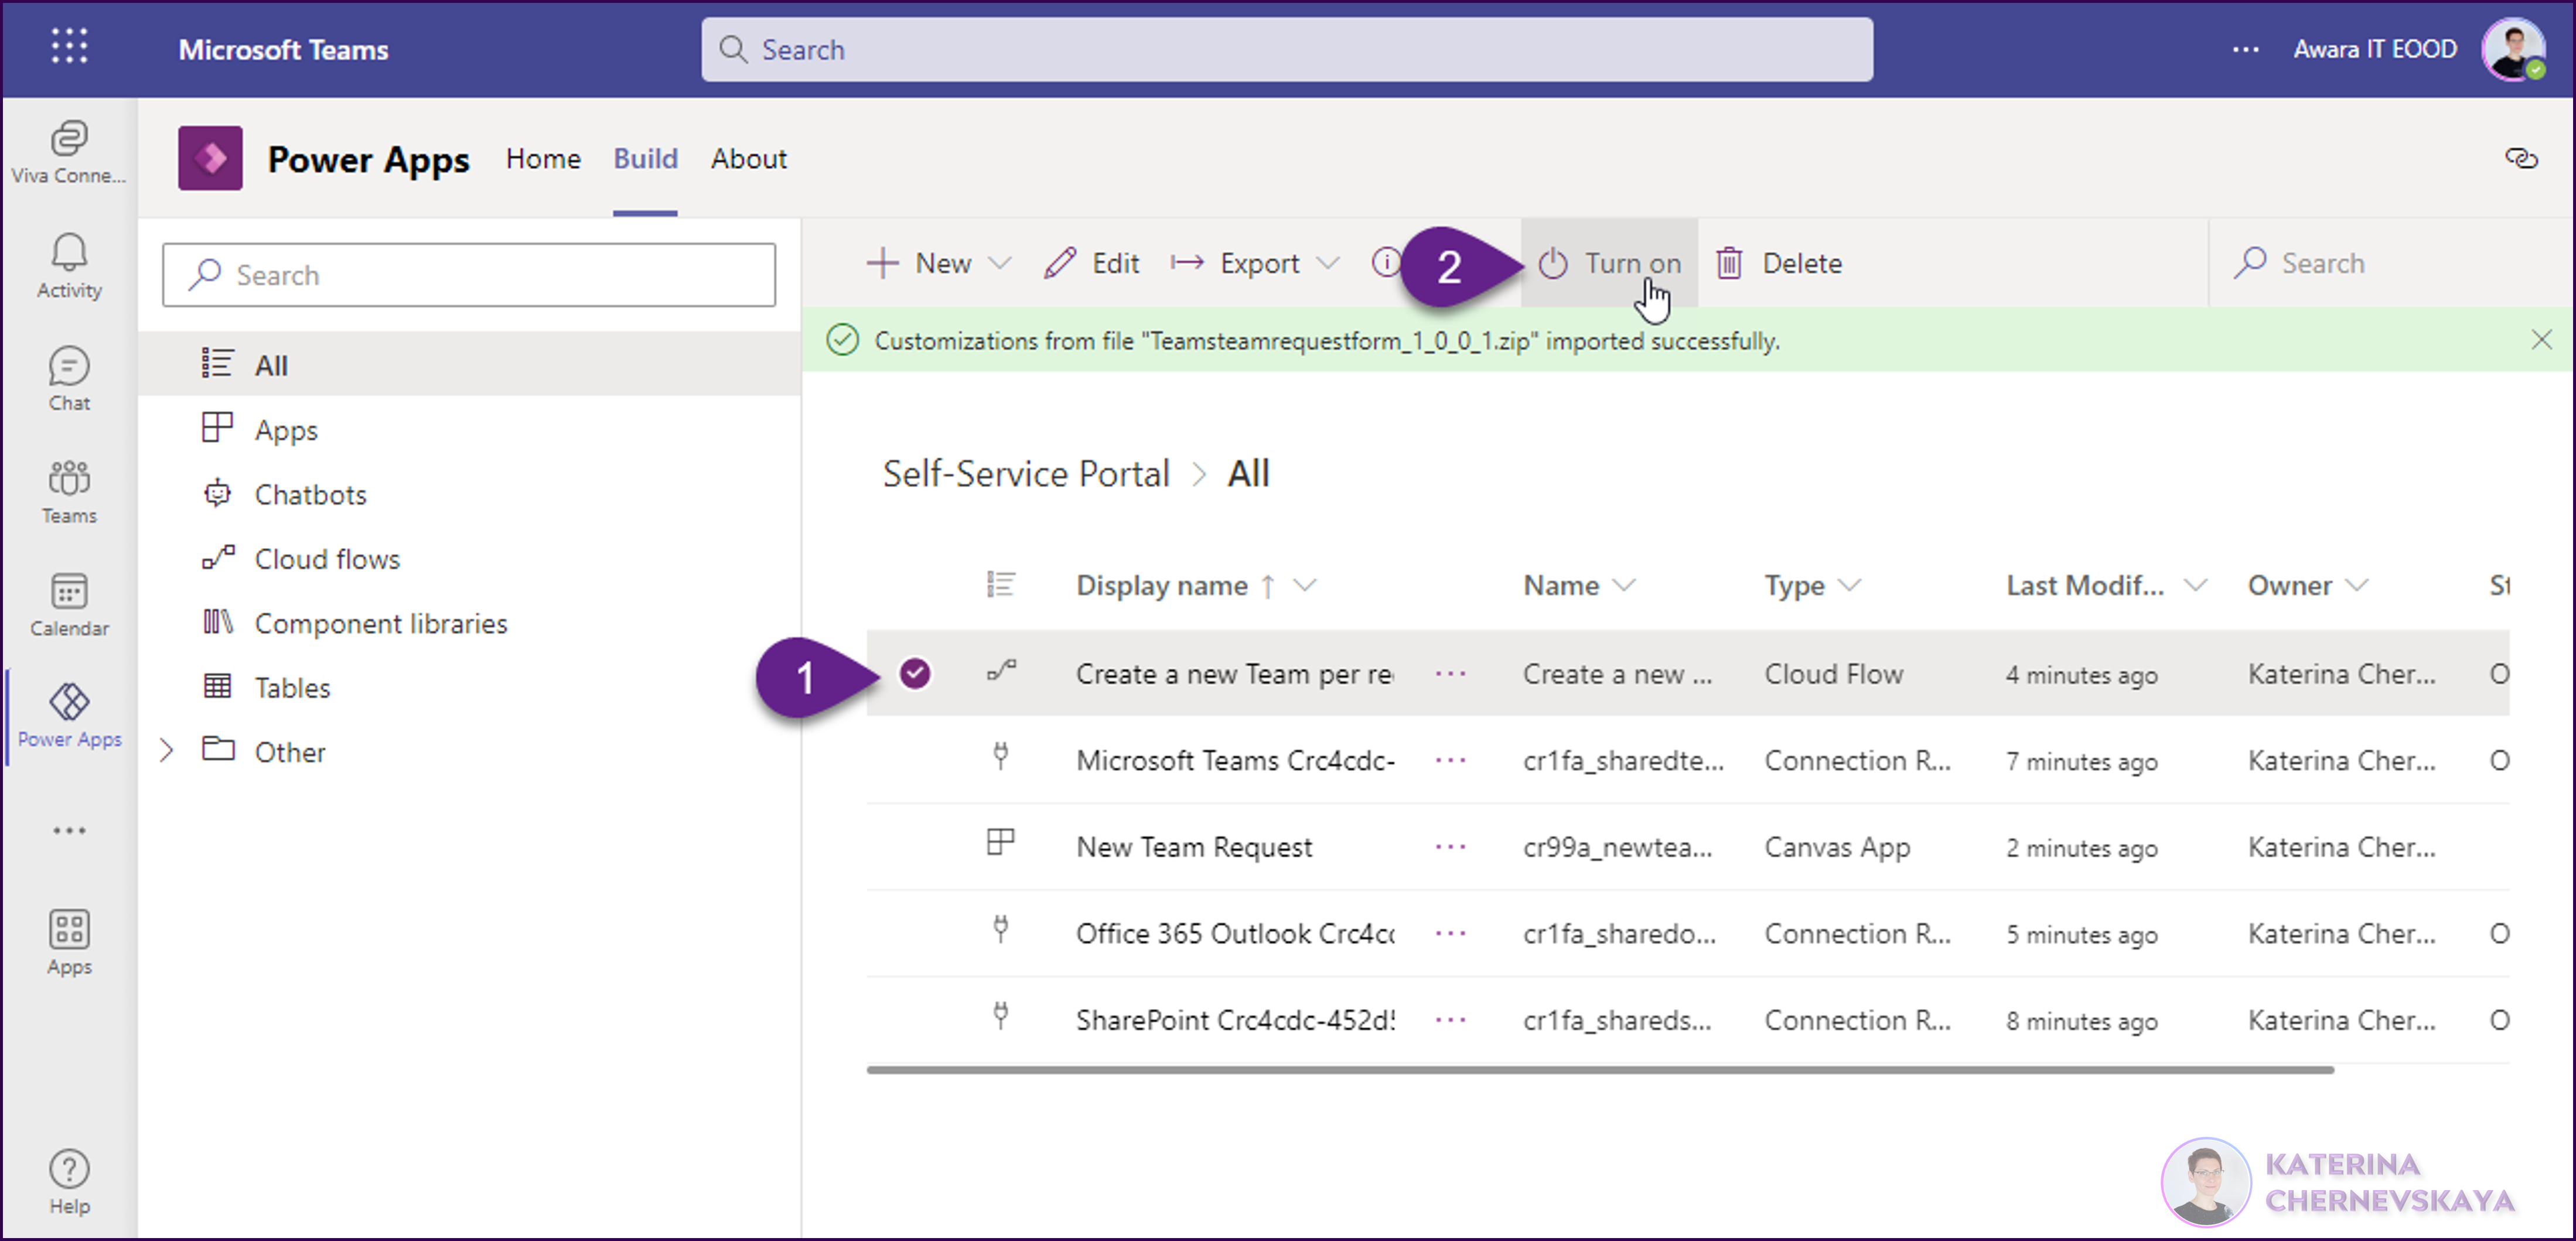 Microsoft Teams
Search
Awara IT EOOD
Viva Conne...
Activity
Chat
Teams
Calendar
Power Apps
Apps
Help
Power Apps Home Build About
Search
All
Apps
Chatbots
Cloud flows
Component libraries
Tables
Other
New Edit Export 2 Turn on Delete Search
Customizations from file "Teamsteamrequestform_1_0_0_1.zip" imported successfully.
Self-Service Portal > All
Display name ↑ Name Type Last Modif... Owner St
1 Create a new Team per re ... Create a new ... Cloud Flow 4 minutes ago Katerina Cher... O
Microsoft Teams Crc4cdc- ... cr1fa_sharedte... Connection R... 7 minutes ago Katerina Cher... O
New Team Request ... cr99a_newtea... Canvas App 2 minutes ago Katerina Cher...
Office 365 Outlook Crc4cc ... cr1fa_sharedo... Connection R... 5 minutes ago Katerina Cher... O
SharePoint Crc4cdc-452d5 ... cr1fa_shareds... Connection R... 8 minutes ago Katerina Cher... O
KATERINA
CHERNEVSKAYA